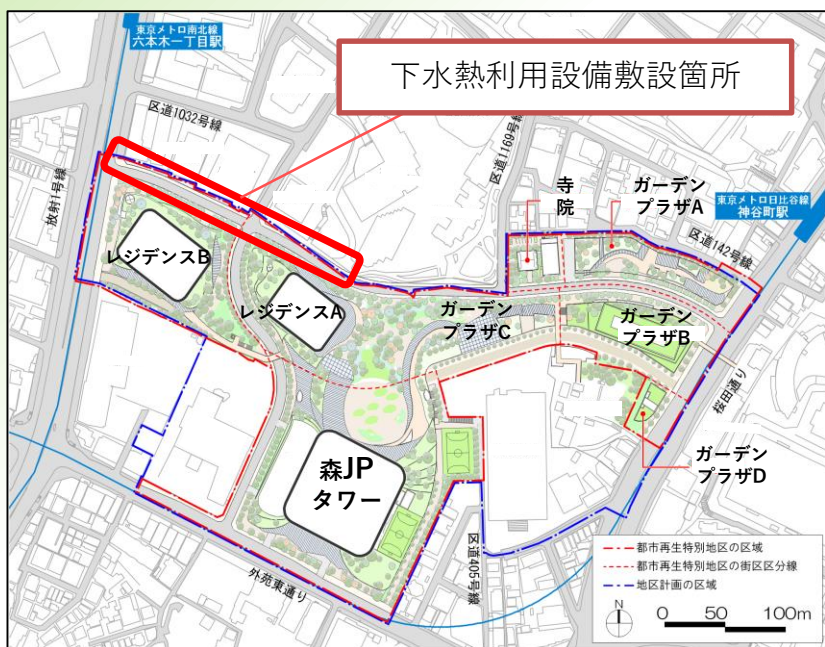 東京メトロ南北線
六本木一丁目駅
下水熱利用設備敷設箇所
区道1032号線
区道1169号線
放射1号線
寺
院
ガーデン
プラザA
東京メトロ日比谷線
神谷町駅
区道142号線
レジデンスB
レジデンスA
ガーデン
プラザC
ガーデン
プラザB
桜田通り
ガーデン
プラザD
森JP
タワー
区道405号線
外苑東通り
都市再生特別地区の区域
都市再生特別地区の街区区分線
地区計画の区域
N
0 50 100m